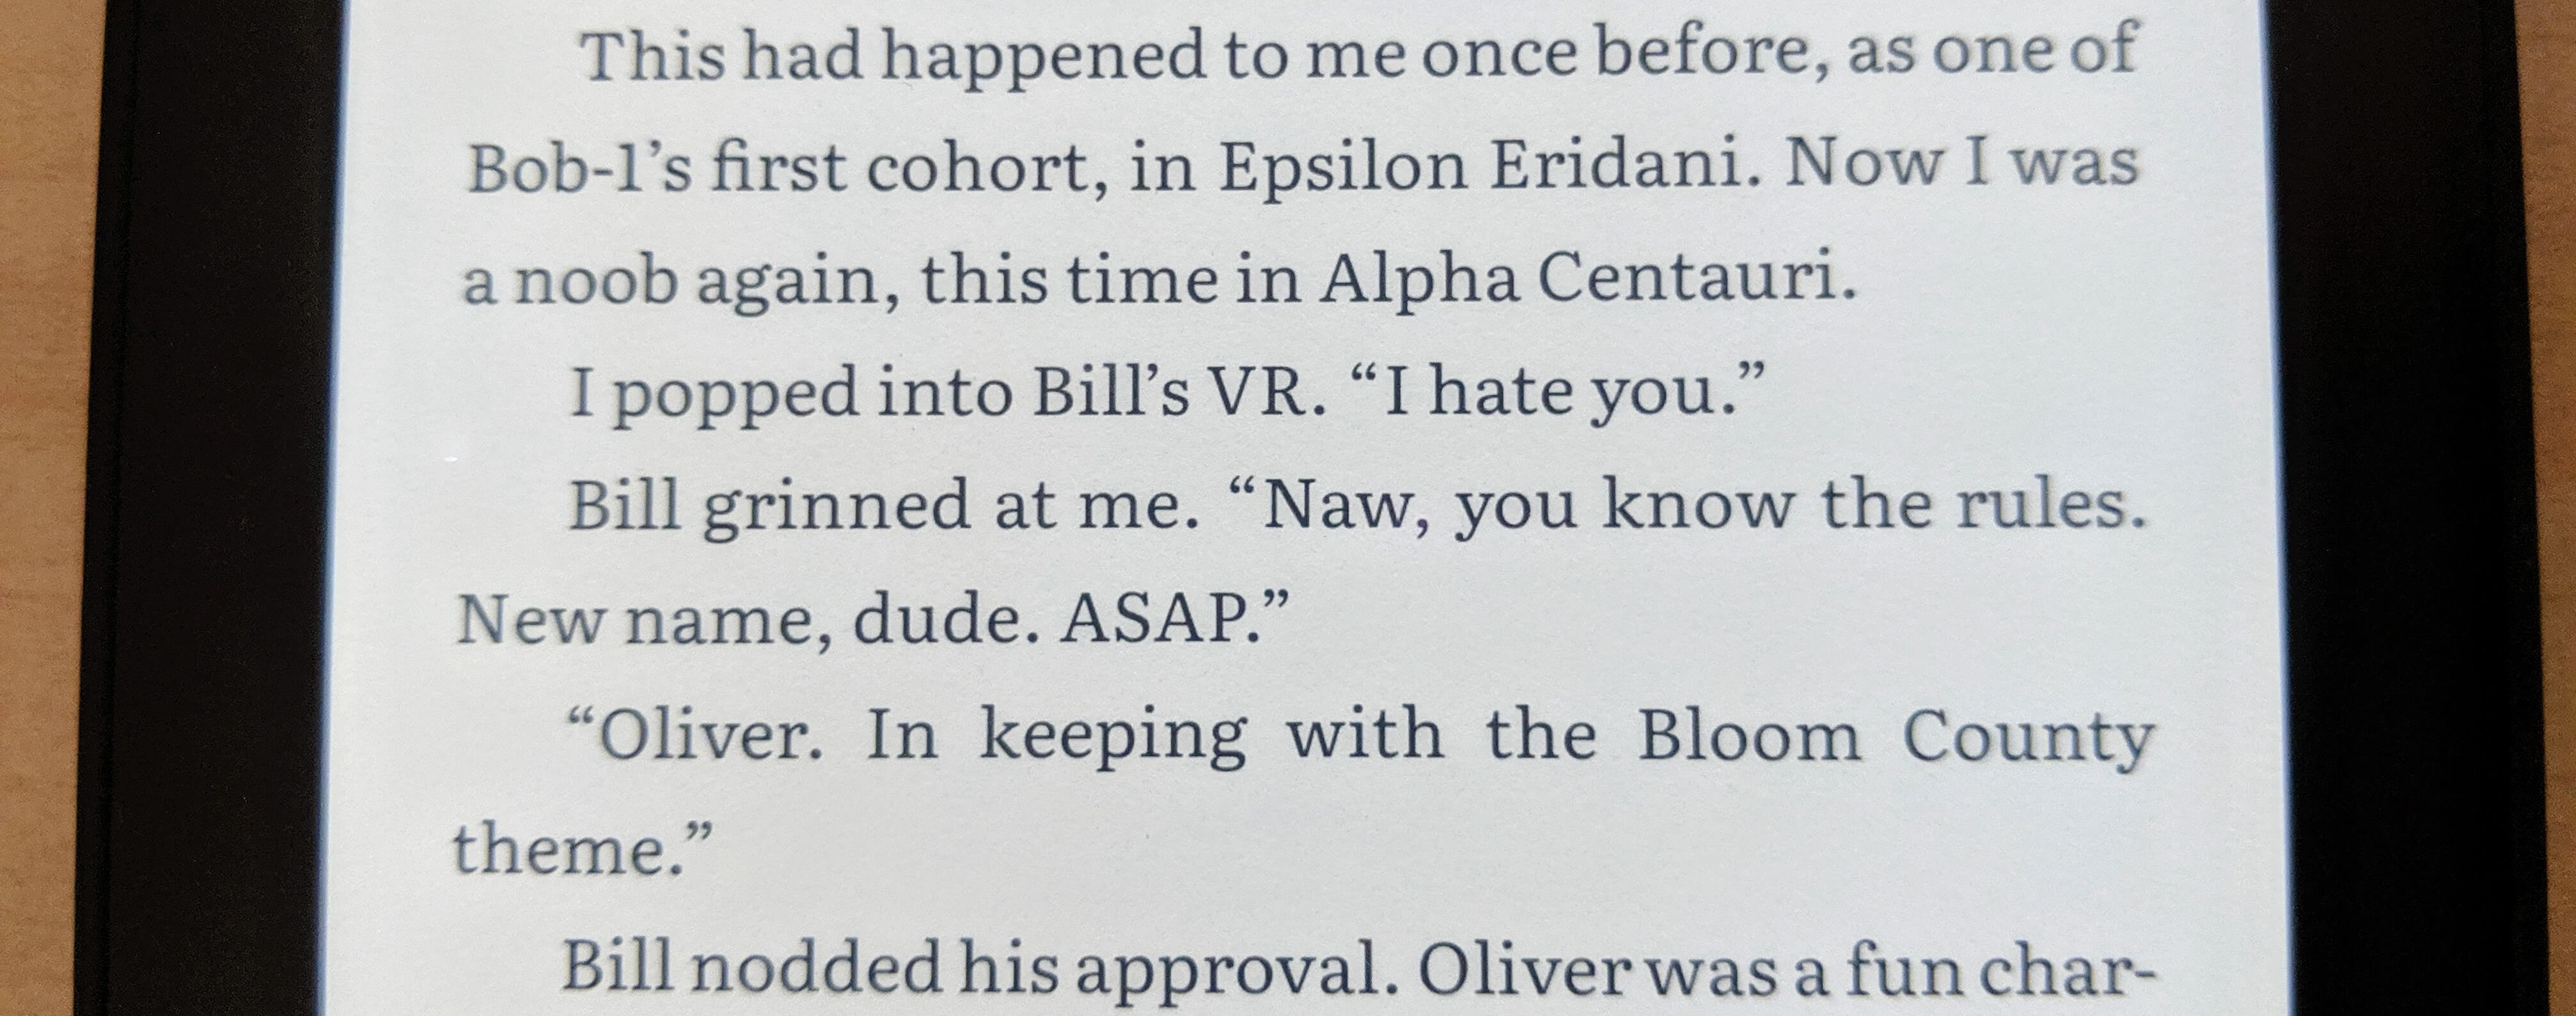 This had happened to me once before, as one of
Bob-1’s first cohort, in Epsilon Eridani. Now I was
a noob again, this time in Alpha Centauri.
I popped into Bill’s VR. “I hate you.”
Bill grinned at me. “Naw, you know the rules.
New name, dude. ASAP.”
“Oliver. In keeping with the Bloom County
theme.”
Bill nodded his approval. Oliver was a fun char-